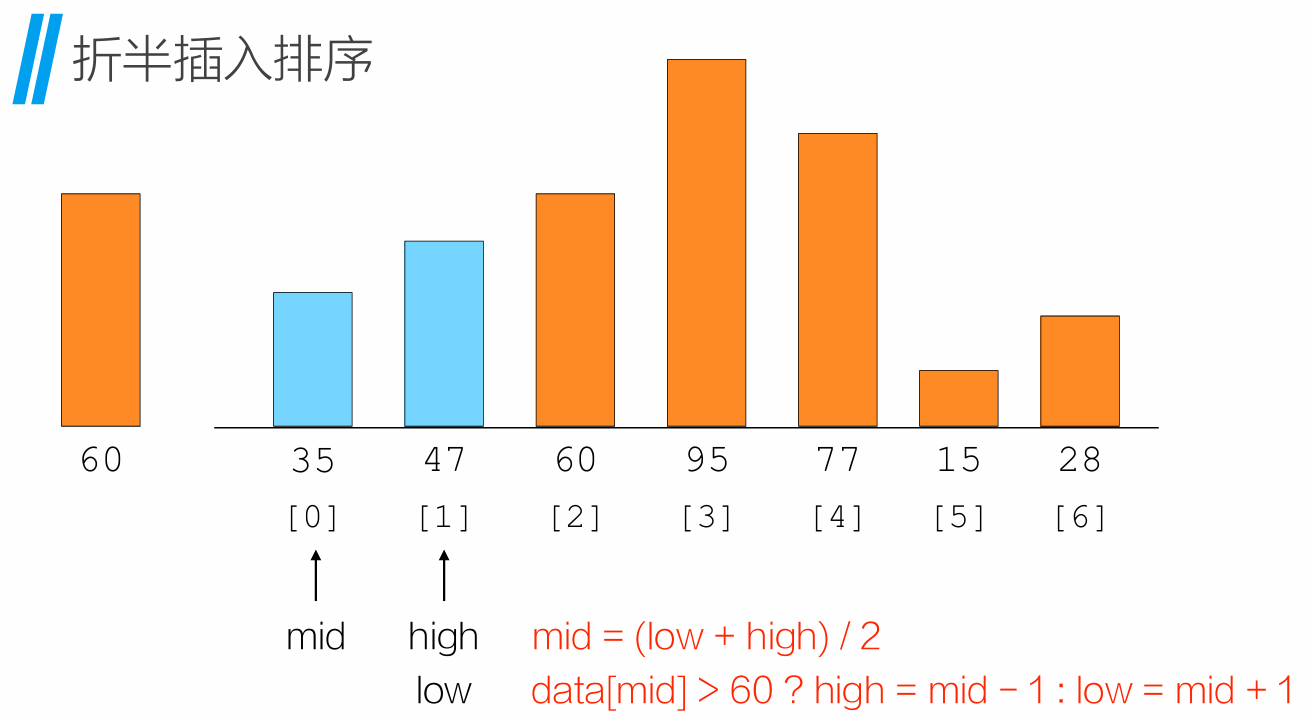 折半插入排序
60 35 47 60 95 77 15 28
[0] [1] [2] [3] [4] [5] [6]
mid high mid = (low + high) / 2
low data[mid] > 60 ? high = mid - 1 : low = mid + 1